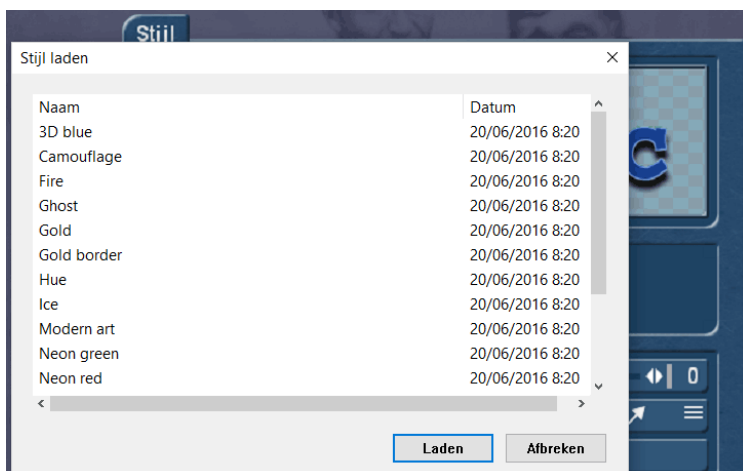 Stijl
Stijl laden
Naam Datum
3D blue 20/06/2016 8:20
Camouflage 20/06/2016 8:20
Fire 20/06/2016 8:20
Ghost 20/06/2016 8:20
Gold 20/06/2016 8:20
Gold border 20/06/2016 8:20
Hue 20/06/2016 8:20
Ice 20/06/2016 8:20
Modern art 20/06/2016 8:20
Neon green 20/06/2016 8:20
Neon red 20/06/2016 8:20
C
0
Laden Afbreken